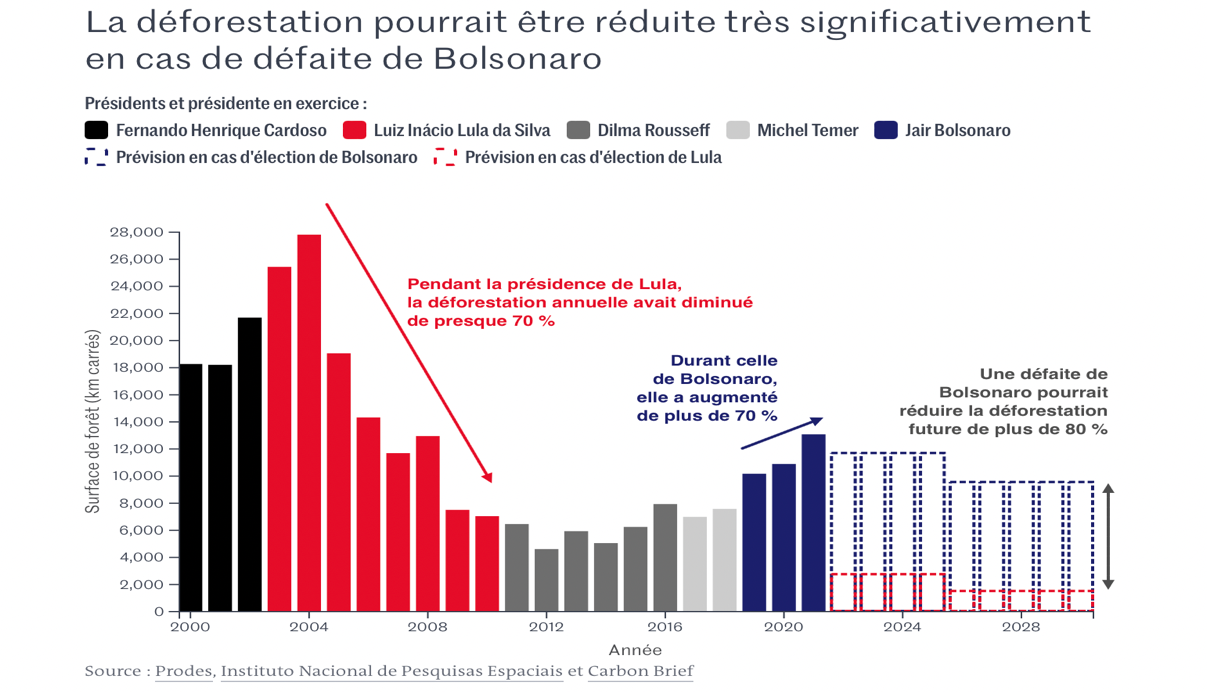 La déforestation pourrait être réduite très significativement
en cas de défaite de Bolsonaro
Présidents et présidente en exercice :
Fernando Henrique Cardoso Luiz Inácio Lula da Silva Dilma Rousseff Michel Temer Jair Bolsonaro
Prévision en cas d'élection de Bolsonaro Prévision en cas d'élection de Lula
28,000
26,000
24,000
22,000
20,000
18,000
16,000
14,000
12,000
10,000
8,000
6,000
4,000
2,000
0
Surface de forêt (km carrés)
Pendant la présidence de Lula,
la déforestation annuelle avait diminué
de presque 70 %
Durant celle
de Bolsonaro,
elle a augmenté
de plus de 70 %
Une défaite de
Bolsonaro pourrait
réduire la déforestation
future de plus de 80 %
2000 2004 2008 2012 2016 2020 2024 2028
Année
Source : Prodes, Instituto Nacional de Pesquisas Espaciais et Carbon Brief